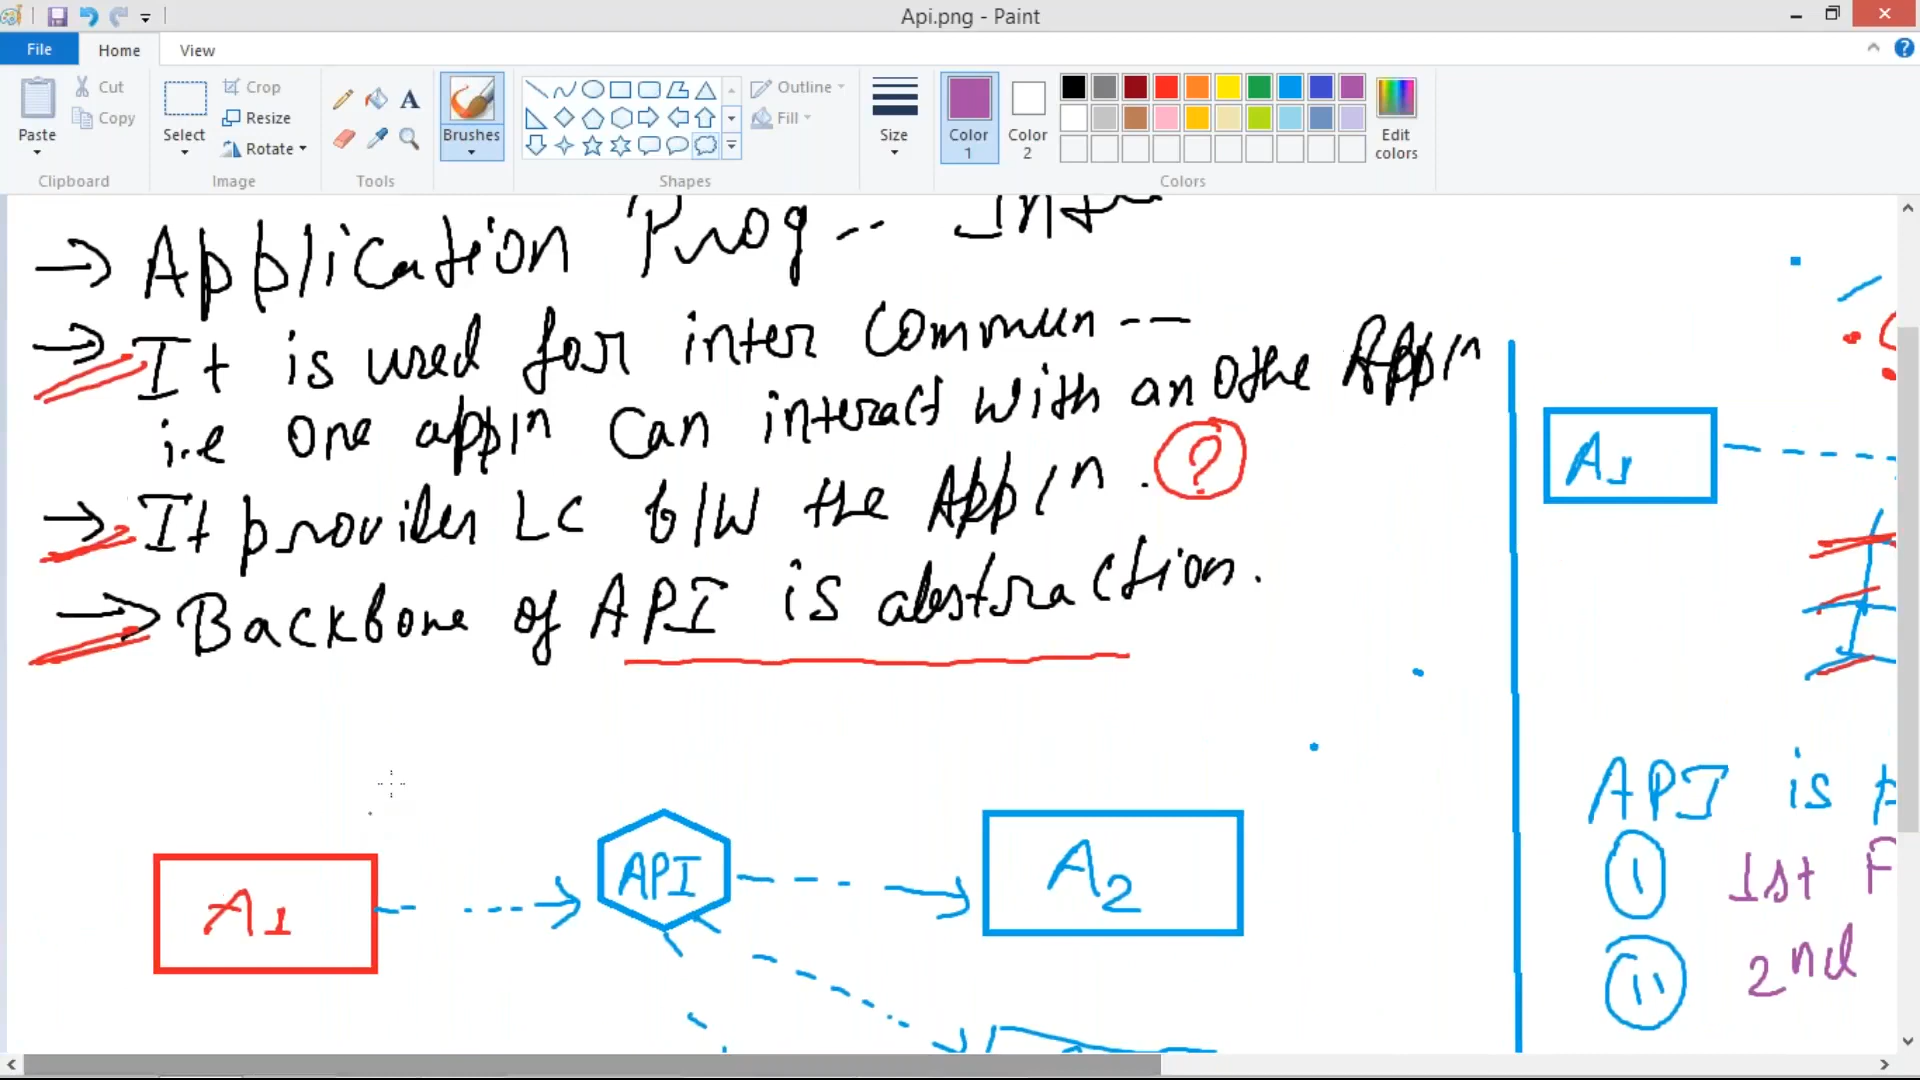 Api.png - Paint
File Home View
Paste
Cut
Copy
Clipboard
Select
Crop
Resize
Rotate
Image
Tools
Brushes
Outline
Fill
Shapes
Size
Color 1
Color 2
Edit colors
Colors
→ Application Prog --
→ It is used for inter Commun --
i.e One appln Can interact with an othe Appln
→ It provides LC b/W the Appln . ?
→ Backbone of API is abstraction.
A1
API
A2
A1
API is
1 1st
11 2nd